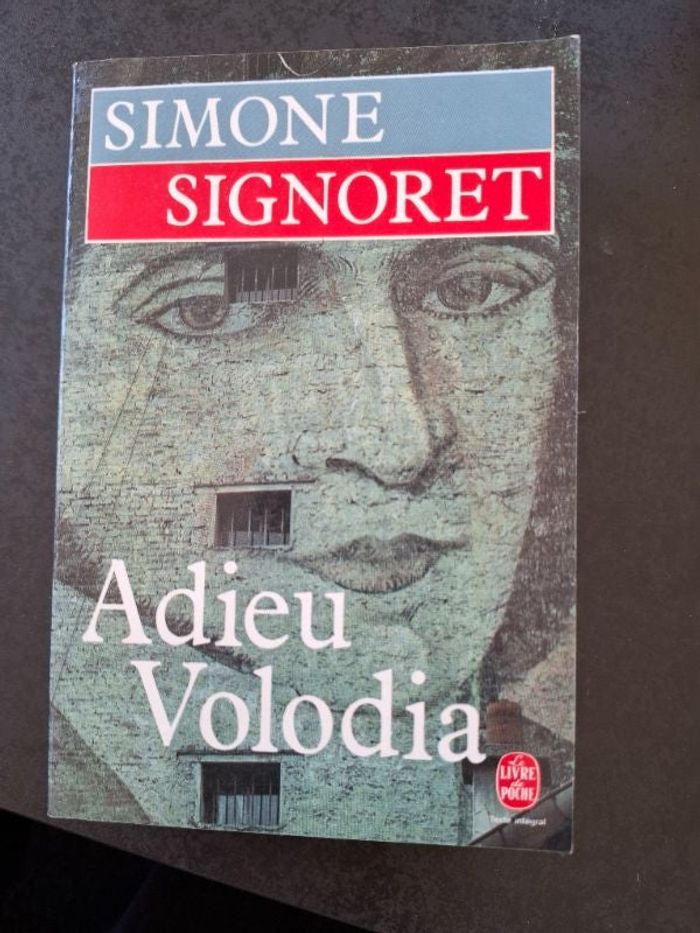 SIMONE
SIGNORET
Adieu
Volodia
Le
LIVRE
de
POCHE
Texte intégral